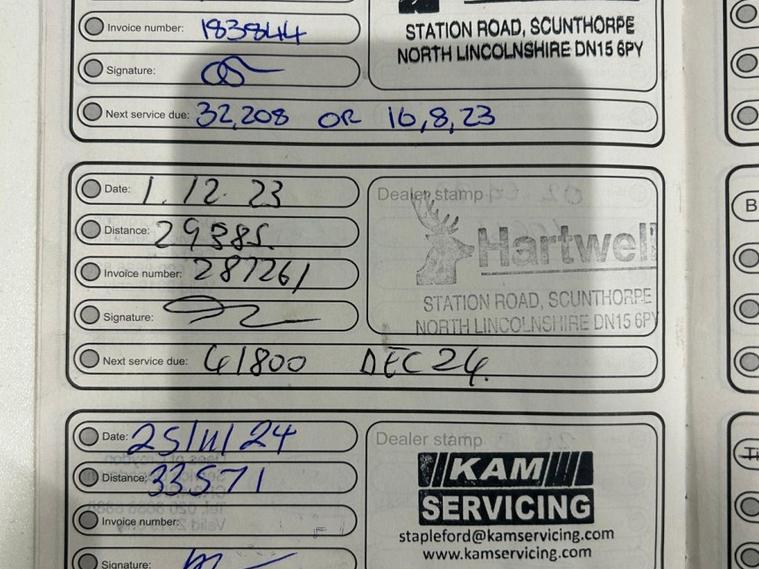 Invoice number: 183844
STATION ROAD, SCUNTHORPE
NORTH LINCOLNSHIRE DN15 6PY
Signature:
Next service due: 32,208 OR 16,8,23
Date: 1.12.23
Distance: 29385.
Invoice number: 287261
Signature:
Next service due: 41800 DEC 24.
Dealer stamp
Hartwell
STATION ROAD, SCUNTHORPE
NORTH LINCOLNSHIRE DN15 6PY
Date: 25/11/24
Distance: 33571
Invoice number:
Signature:
Dealer stamp
KAM
SERVICING
stapleford@kamservicing.com
www.kamservicing.com
B